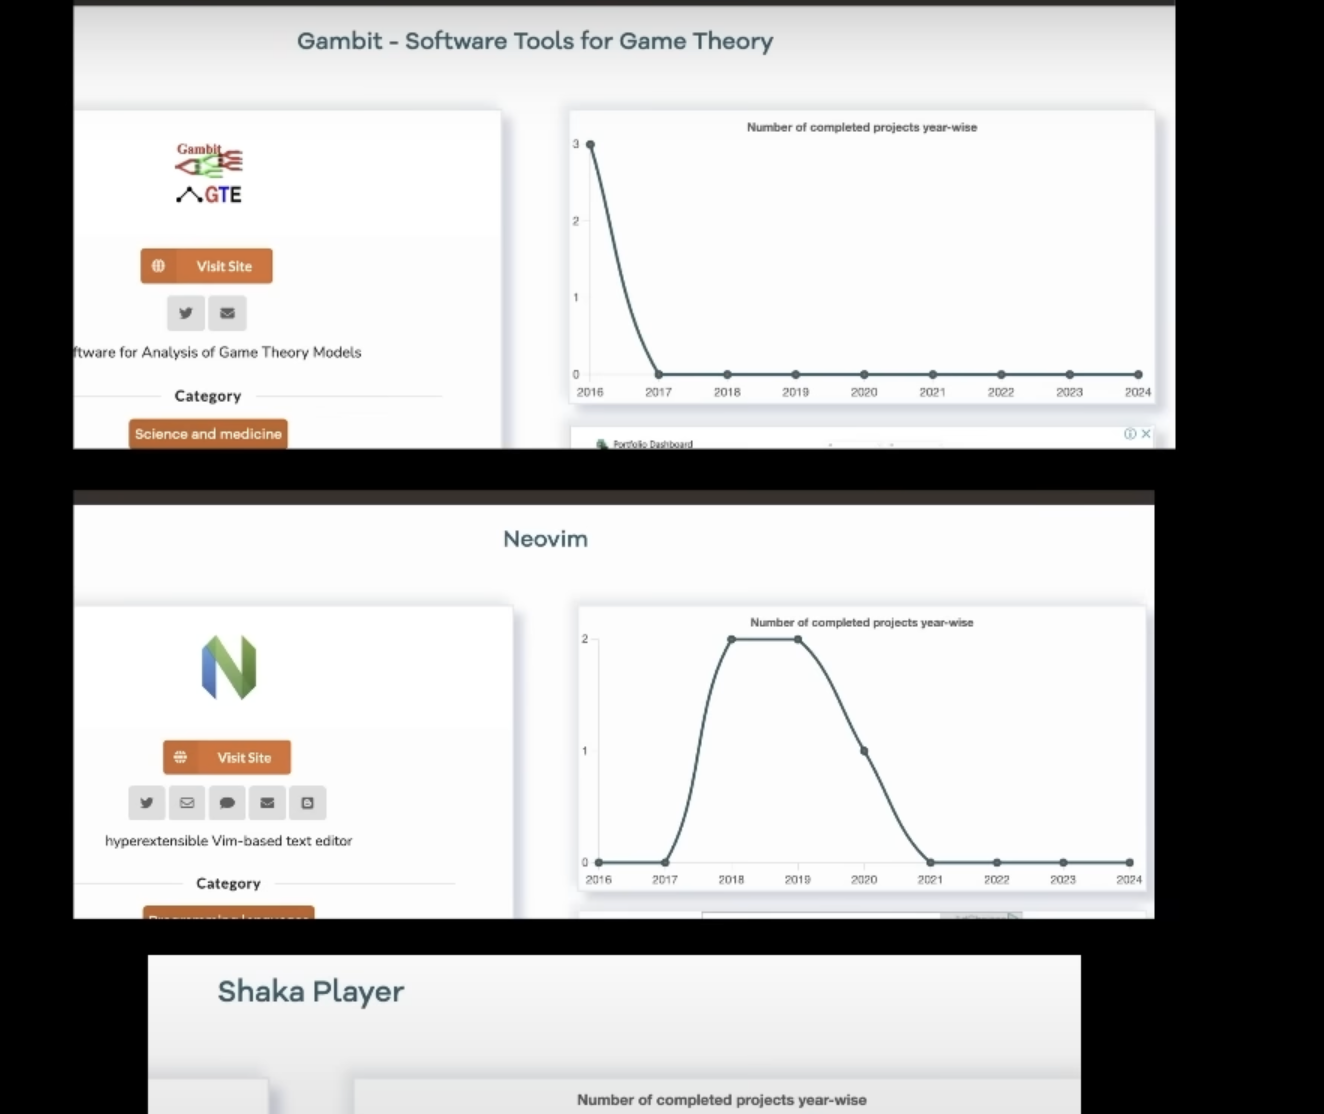 Gambit - Software Tools for Game Theory
Gambit
GTE
Visit Site
ftware for Analysis of Game Theory Models
Category
Science and medicine
Number of completed projects year-wise
3
2
1
0
2016 2017 2018 2019 2020 2021 2022 2023 2024
Portfolio Dashboard
Neovim
Visit Site
hyperextensible Vim-based text editor
Category
Programming languages
Number of completed projects year-wise
2
1
0
2016 2017 2018 2019 2020 2021 2022 2023 2024
Shaka Player
Number of completed projects year-wise